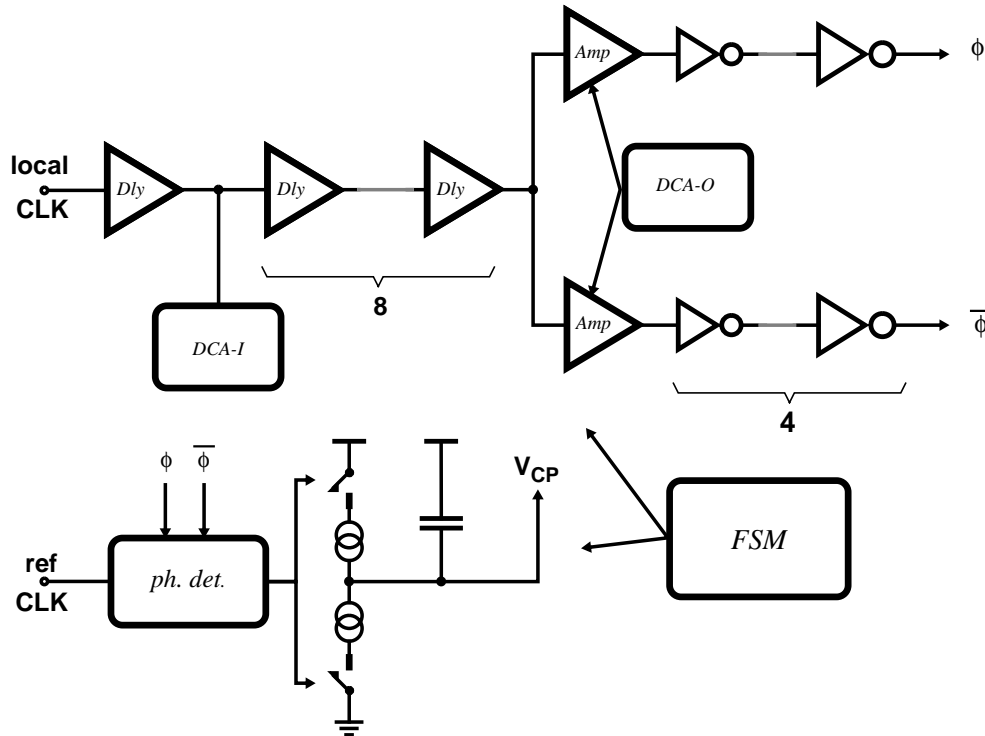 Amp
ϕ
local
CLK
Dly
Dly
Dly
DCA-O
8
DCA-I
Amp
ϕ̅
4
ϕ ϕ̅
V_CP
ref
CLK
ph. det.
FSM